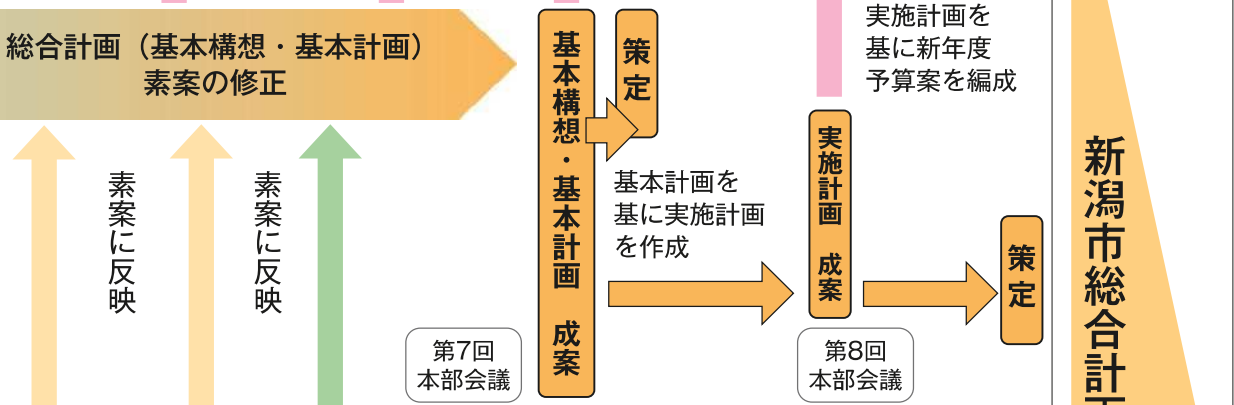 総合計画（基本構想・基本計画）
素案の修正
素案に反映
素案に反映
基本構想・基本計画　成案
策定
基本計画を
基に実施計画
を作成
第7回
本部会議
実施計画を
基に新年度
予算案を編成
実施計画　成案
第8回
本部会議
策定
新潟市総合計